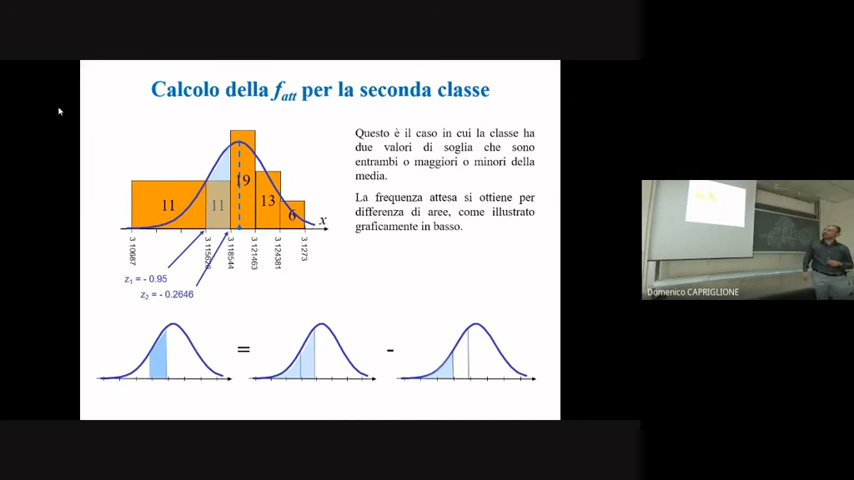 Calcolo della fatt per la seconda classe
Questo è il caso in cui la classe ha
due valori di soglia che sono
entrambi o maggiori o minori della
media.
La frequenza attesa si ottiene per
differenza di aree, come illustrato
graficamente in basso.
11
11
19
13
6
x
3.10687
3.118544
3.121463
3.124381
3.1273
z1 = - 0.95
z2 = - 0.2646
=
-
Domenico CAPRIGLIONE